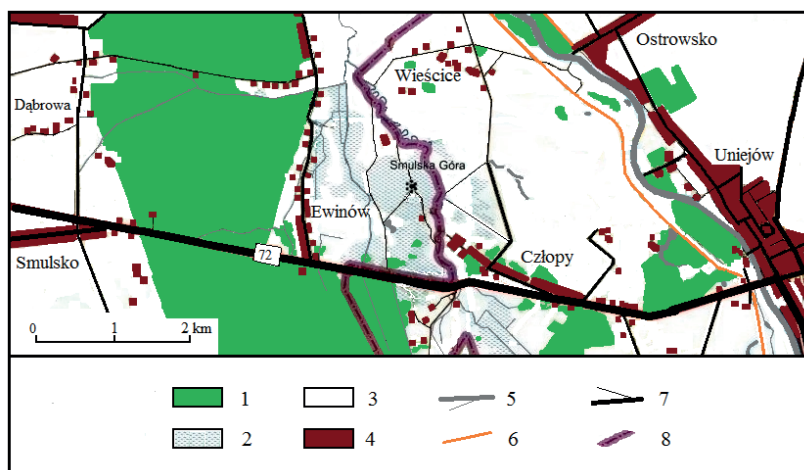 Ostrowsko
Wieścice
Dąbrowa
Uniejów
Smulska Góra
Ewinów
Człopy
Smulsko
72
0 1 2 km
1 3 5 7
2 4 6 8